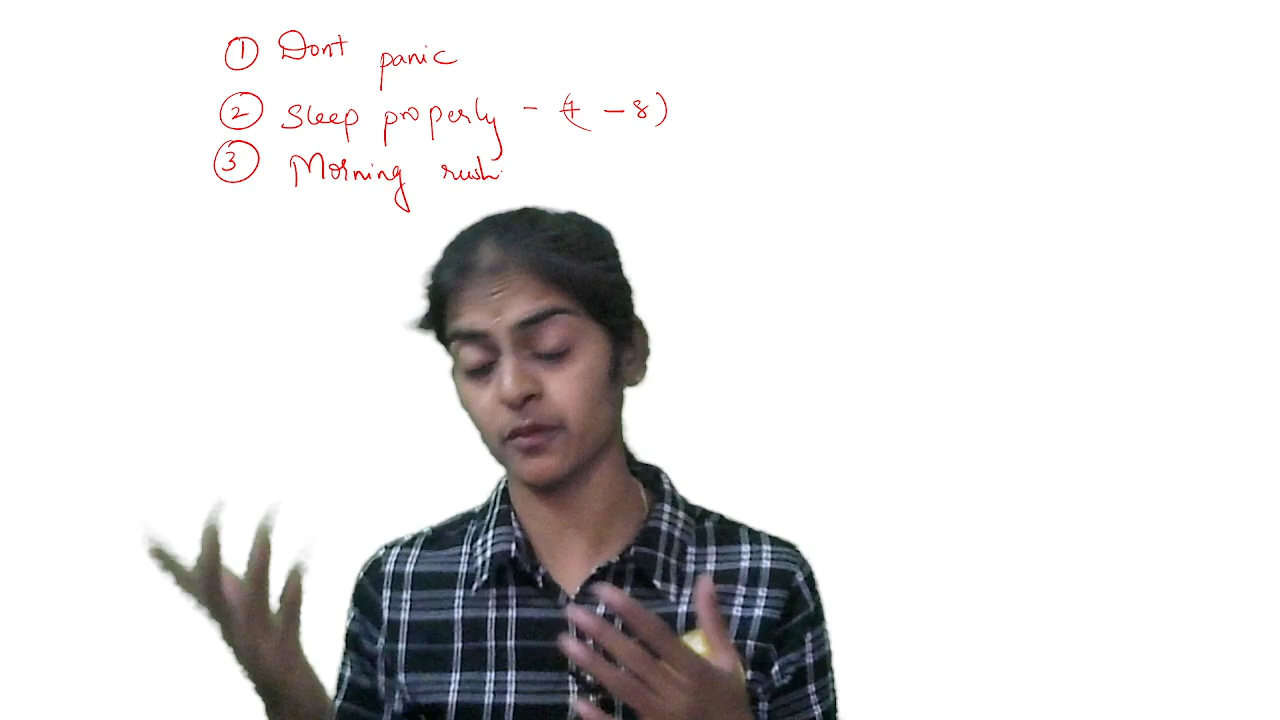 ① Dont panic
② Sleep properly - (7 - 8)
③ Morning rush.